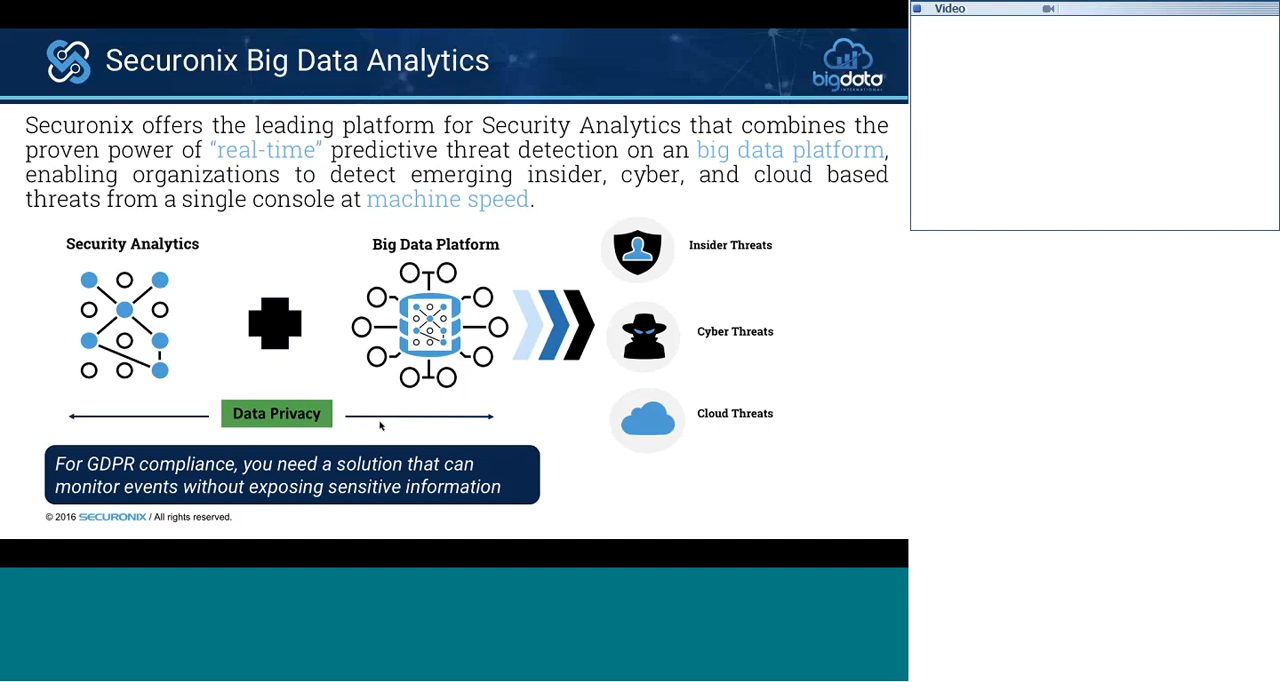 Video
Securonix Big Data Analytics
bigdata
INTERNATIONAL
Securonix offers the leading platform for Security Analytics that combines the
proven power of “real-time” predictive threat detection on an big data platform,
enabling organizations to detect emerging insider, cyber, and cloud based
threats from a single console at machine speed.
Security Analytics
Big Data Platform
Insider Threats
Cyber Threats
Cloud Threats
Data Privacy
For GDPR compliance, you need a solution that can
monitor events without exposing sensitive information
© 2016 SECURONIX / All rights reserved.